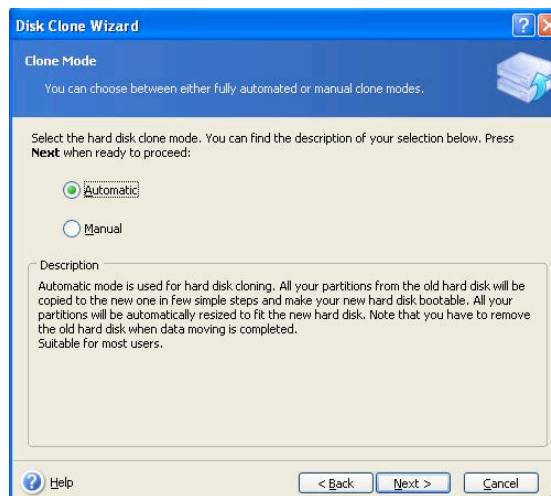 Disk Clone Wizard
Clone Mode
You can choose between either fully automated or manual clone modes.
Select the hard disk clone mode. You can find the description of your selection below. Press
Next when ready to proceed:
Automatic
Manual
Description
Automatic mode is used for hard disk cloning. All your partitions from the old hard disk will be
copied to the new one in few simple steps and make your new hard disk bootable. All your
partitions will be automatically resized to fit the new hard disk. Note that you have to remove
the old hard disk when data moving is completed.
Suitable for most users.
Help
< Back
Next >
Cancel